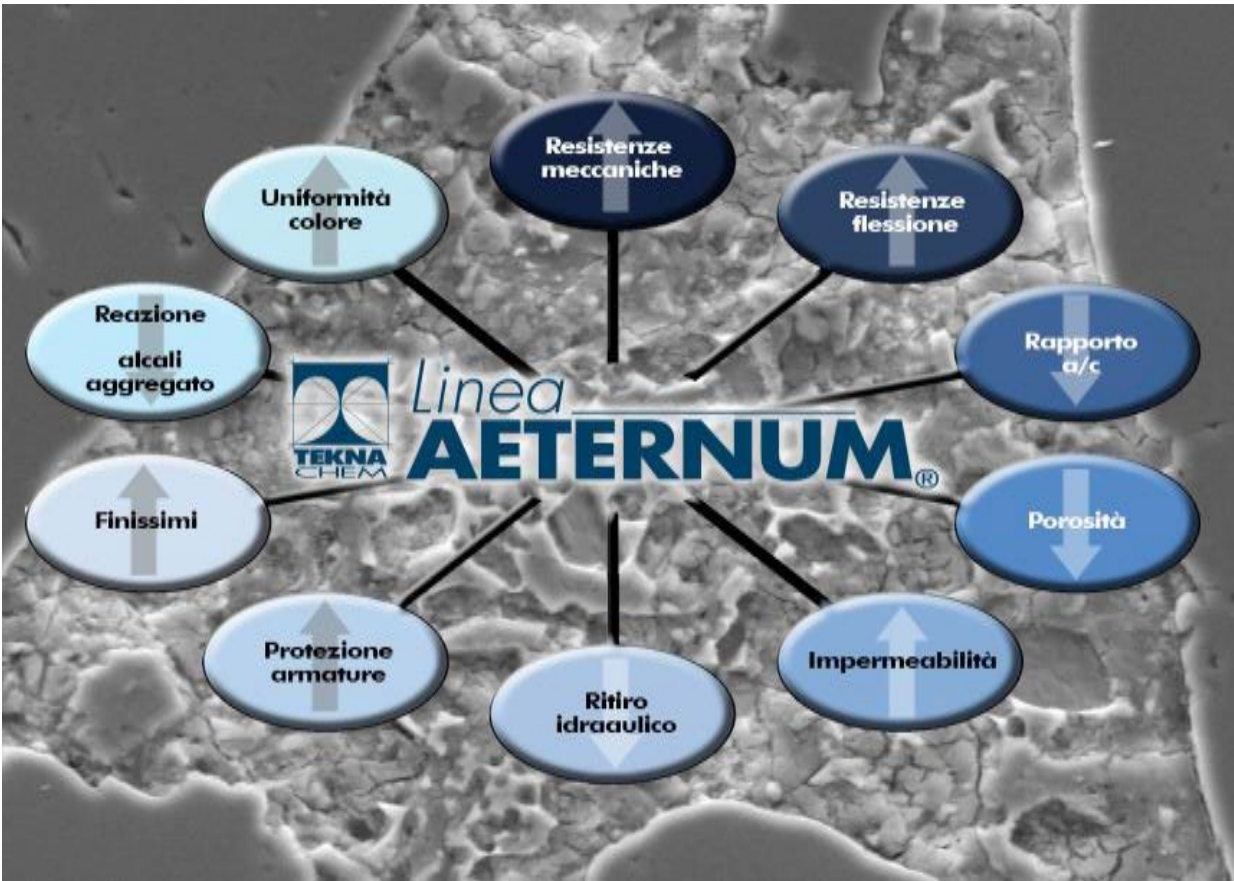 Resistenze
meccaniche
Resistenze
flessione
Rapporto
a/c
Porosità
Impermeabilità
Ritiro
idraaulico
Protezione
armature
Finissimi
Reazione
alcali
aggregato
Uniformità
colore
TEKNA
CHEM
Linea
AETERNUM®